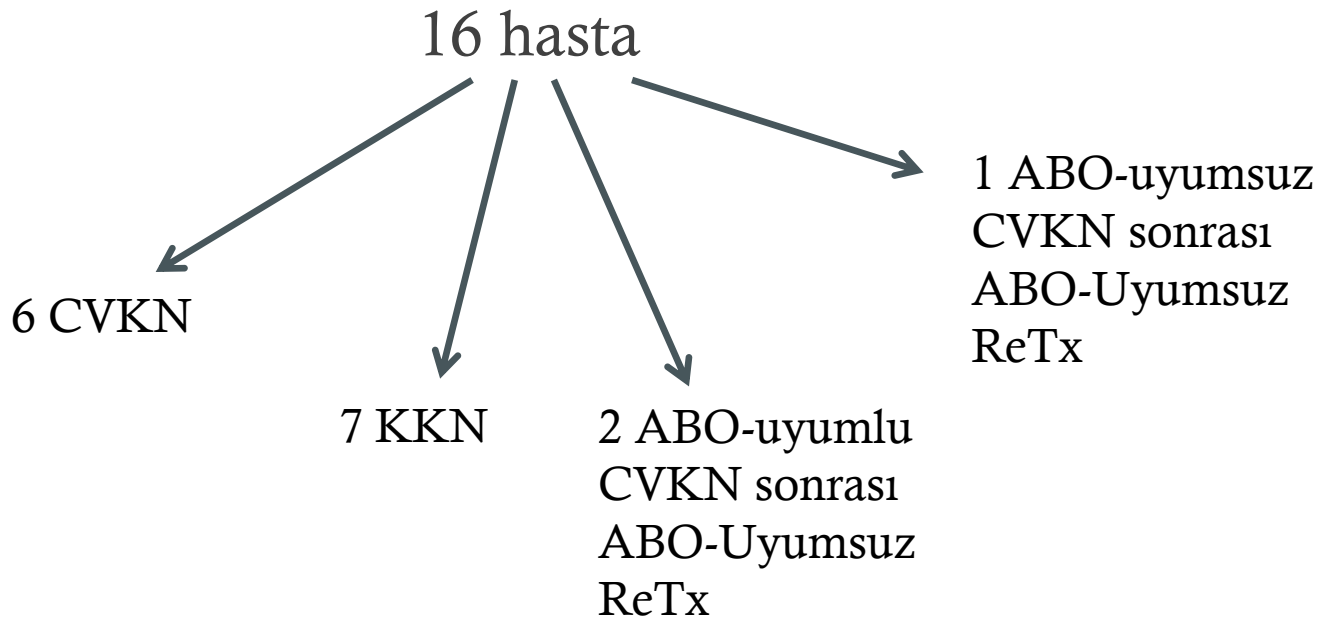 16 hasta
6 CVKN
7 KKN
2 ABO-uyumlu
CVKN sonrası
ABO-Uyumsuz
ReTx
1 ABO-uyumsuz
CVKN sonrası
ABO-Uyumsuz
ReTx